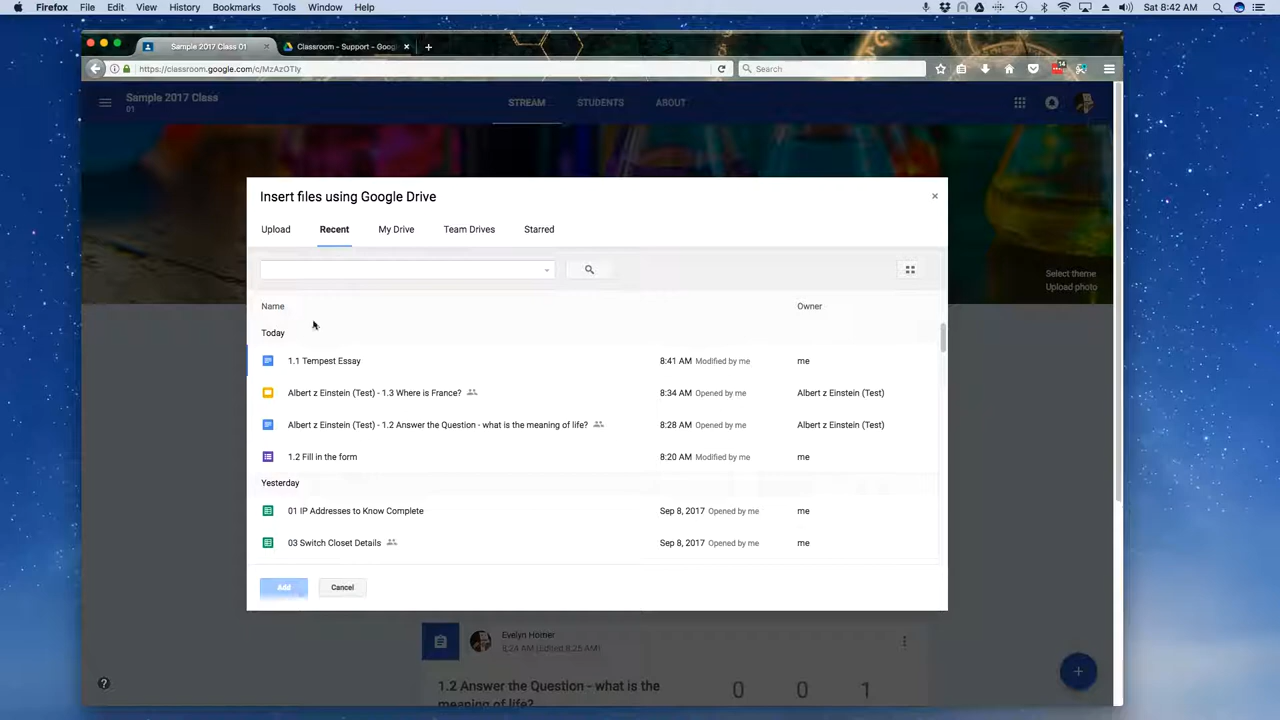 Firefox File Edit View History Bookmarks Tools Window Help Sat 8:42 AM
Sample 2017 Class 01 × Classroom - Support - Goog × +
https://classroom.google.com/c/MzAzOTIy Search 14
Sample 2017 Class
01
STREAM STUDENTS ABOUT
Insert files using Google Drive ×
Upload Recent My Drive Team Drives Starred
Select theme
Upload photo
Name Owner
Today
1.1 Tempest Essay 8:41 AM Modified by me me
Albert z Einstein (Test) - 1.3 Where is France? 8:34 AM Opened by me Albert z Einstein (Test)
Albert z Einstein (Test) - 1.2 Answer the Question - what is the meaning of life? 8:28 AM Opened by me Albert z Einstein (Test)
1.2 Fill in the form 8:20 AM Modified by me me
Yesterday
01 IP Addresses to Know Complete Sep 8, 2017 Opened by me me
03 Switch Closet Details Sep 8, 2017 Opened by me me
Add Cancel
Evelyn Homer
(Edited 8:25 AM)
1.2 Answer the Question - what is the
meaning of life?
0 0 1
+
?